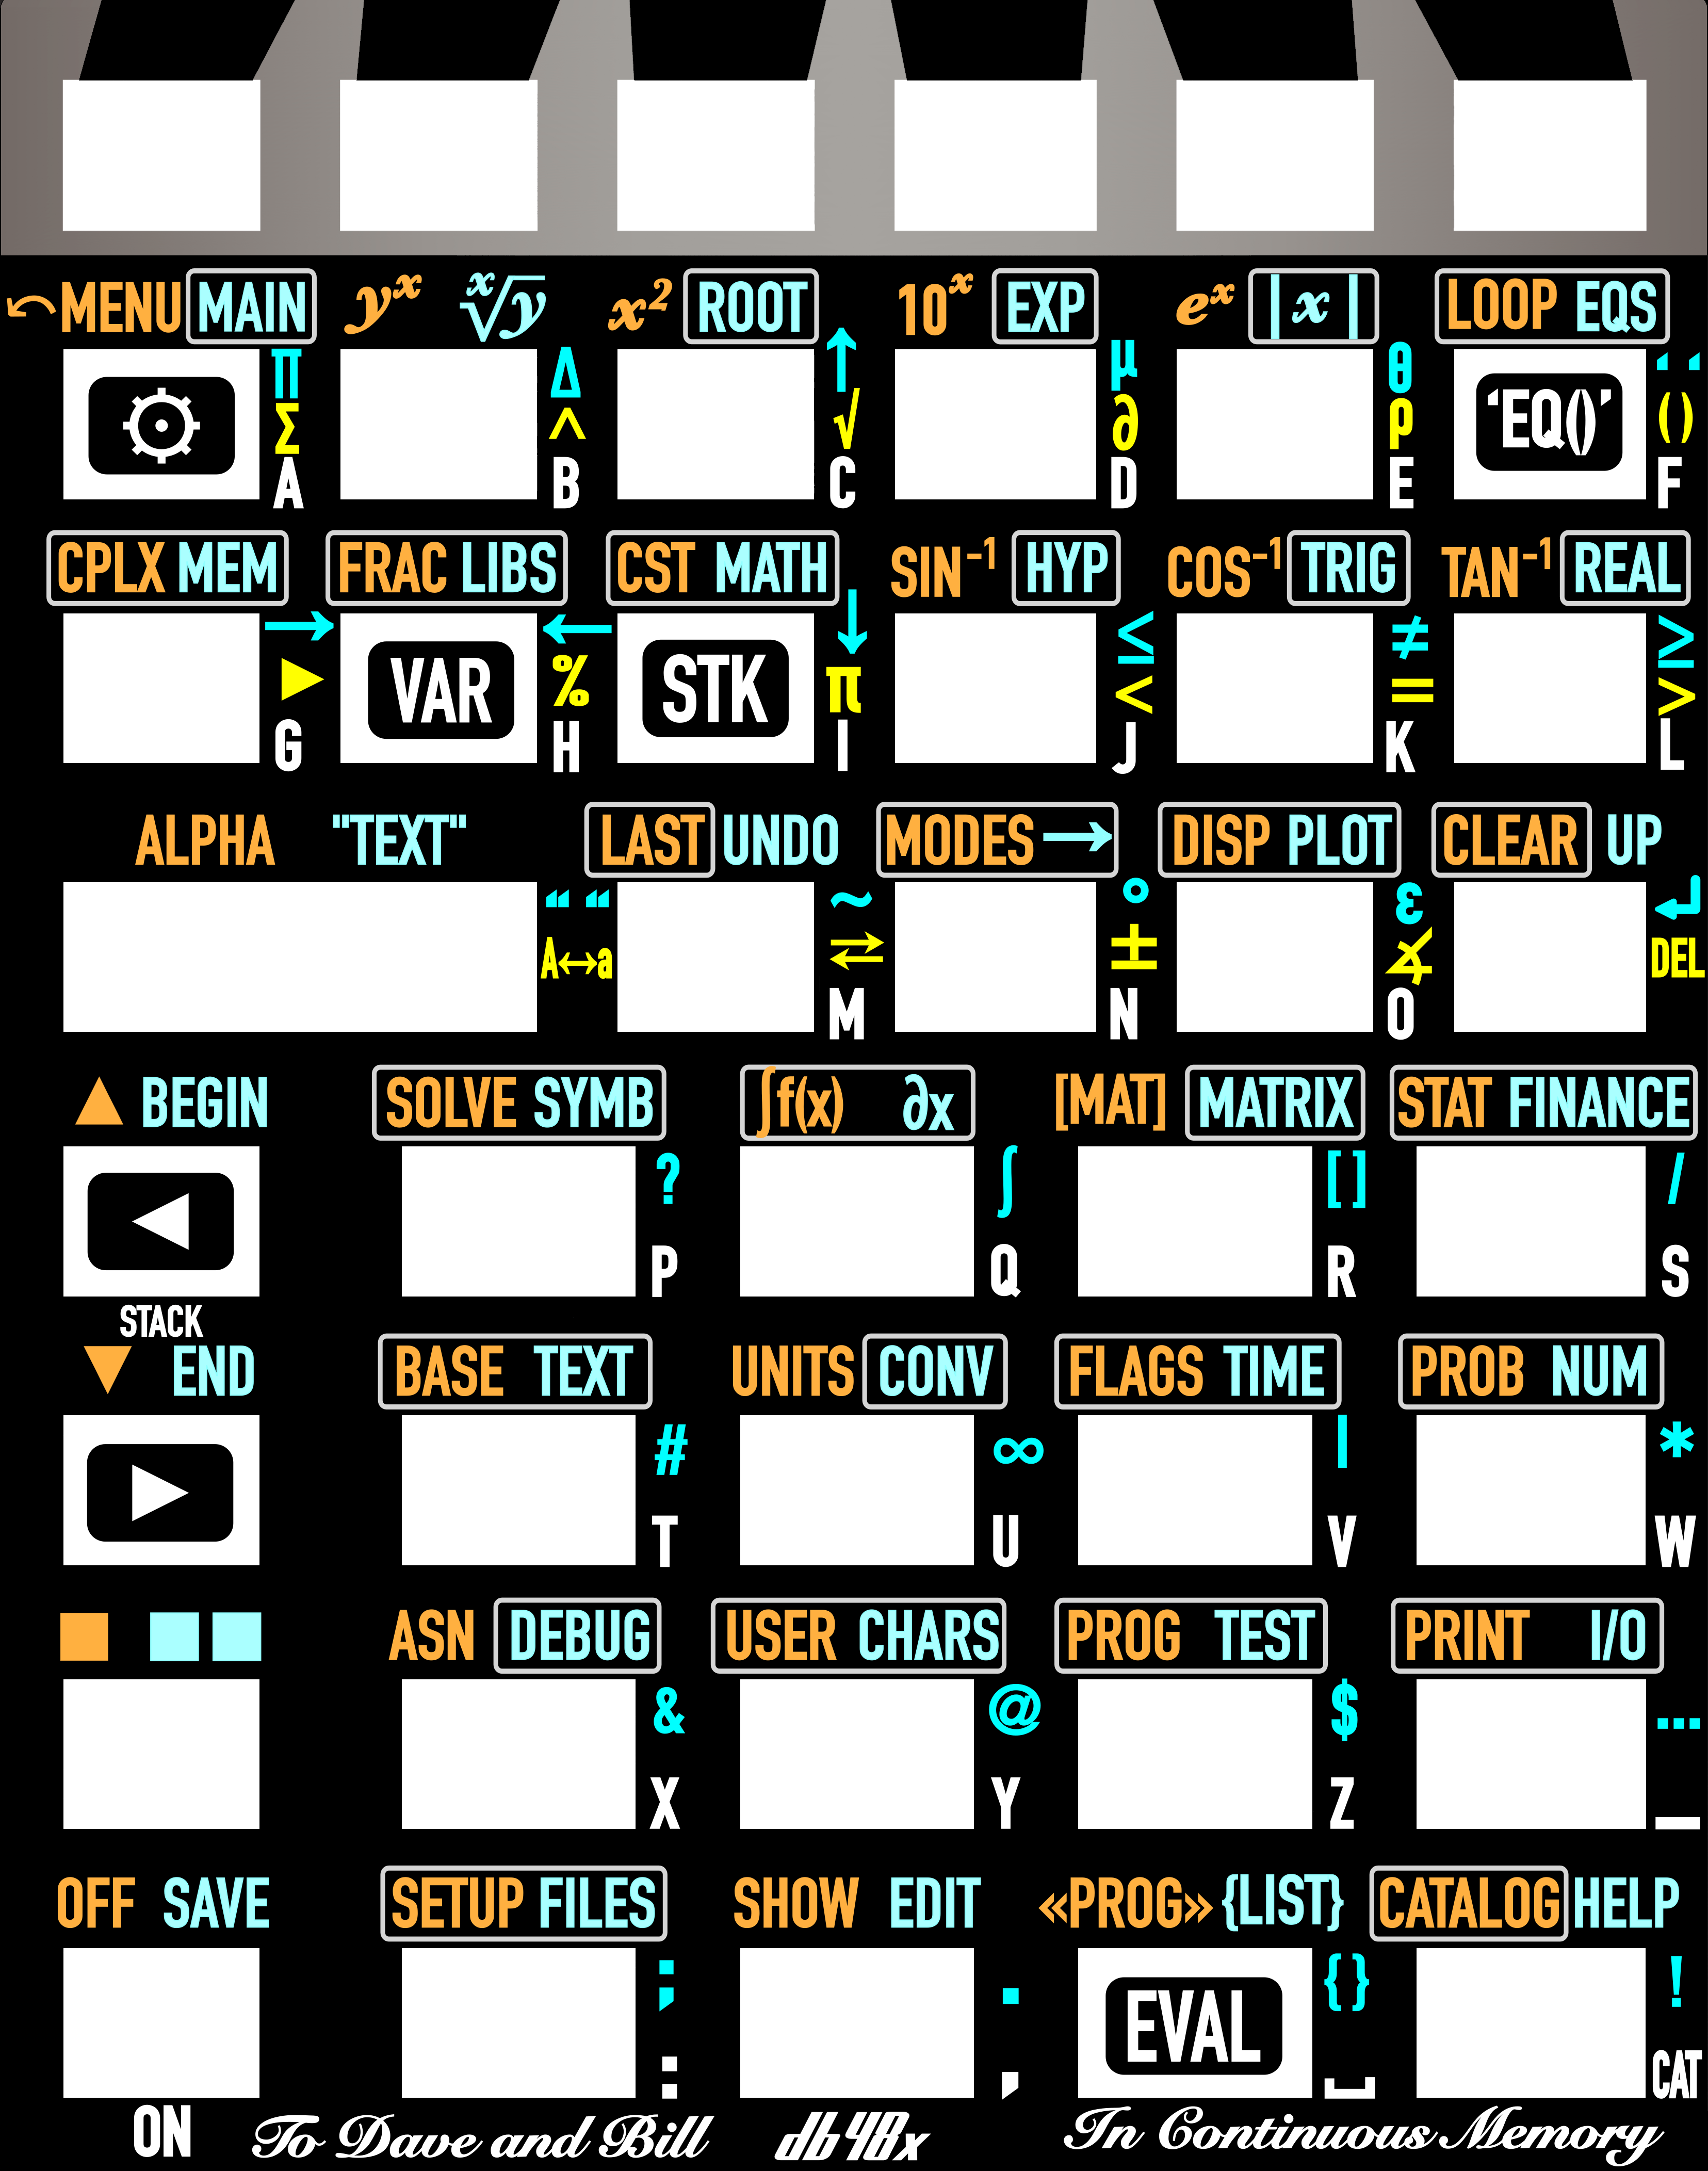 MENU MAIN yˣ ˣ√y x² ROOT 10ˣ EXP eˣ |x| LOOP EQS
∏ Δ ↑ μ θ ' '
Σ ^ √ ∂ ρ ()
'EQ()'
A B C D E F
CPLX MEM FRAC LIBS CST MATH SIN⁻¹ HYP COS⁻¹ TRIG TAN⁻¹ REAL
→ ← ↓ ≤ ≠ ≥
▶ VAR % STK π < = >
G H I J K L
ALPHA "TEXT" LAST UNDO MODES → DISP PLOT CLEAR UP
" " ~ ° ε ↲
A↔a ⇄ ± ∡ DEL
M N O
▲ BEGIN SOLVE SYMB ∫f(x) ∂x [MAT] MATRIX STAT FINANCE
◀ ? ∫ [ ] /
P Q R S
STACK
▼ END BASE TEXT UNITS CONV FLAGS TIME PROB NUM
▶ # ∞ | *
T U V W
ASN DEBUG USER CHARS PROG TEST PRINT I/O
& @ $ …
X Y Z _
OFF SAVE SETUP FILES SHOW EDIT «PROG» {LIST} CATALOG HELP
; . {} !
EVAL
: , ⎵ CAT
ON To Dave and Bill db48x In Continuous Memory